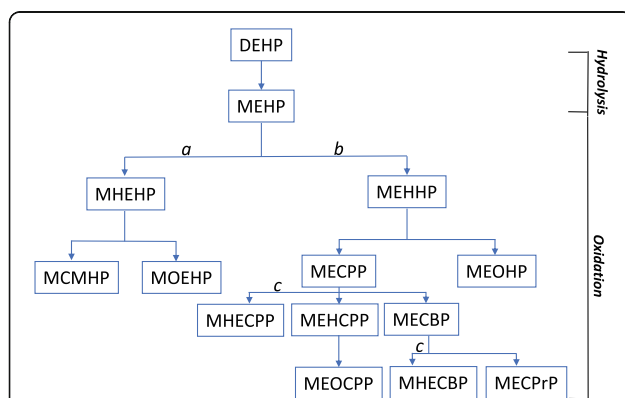 DEHP
Hydrolysis
MEHP
a b
MHEHP MEHHP
Oxidation
MCMHP MOEHP MECPP MEOHP
c
MHECPP MEHCPP MECBP
c
MEOCPP MHECBP MECPrP